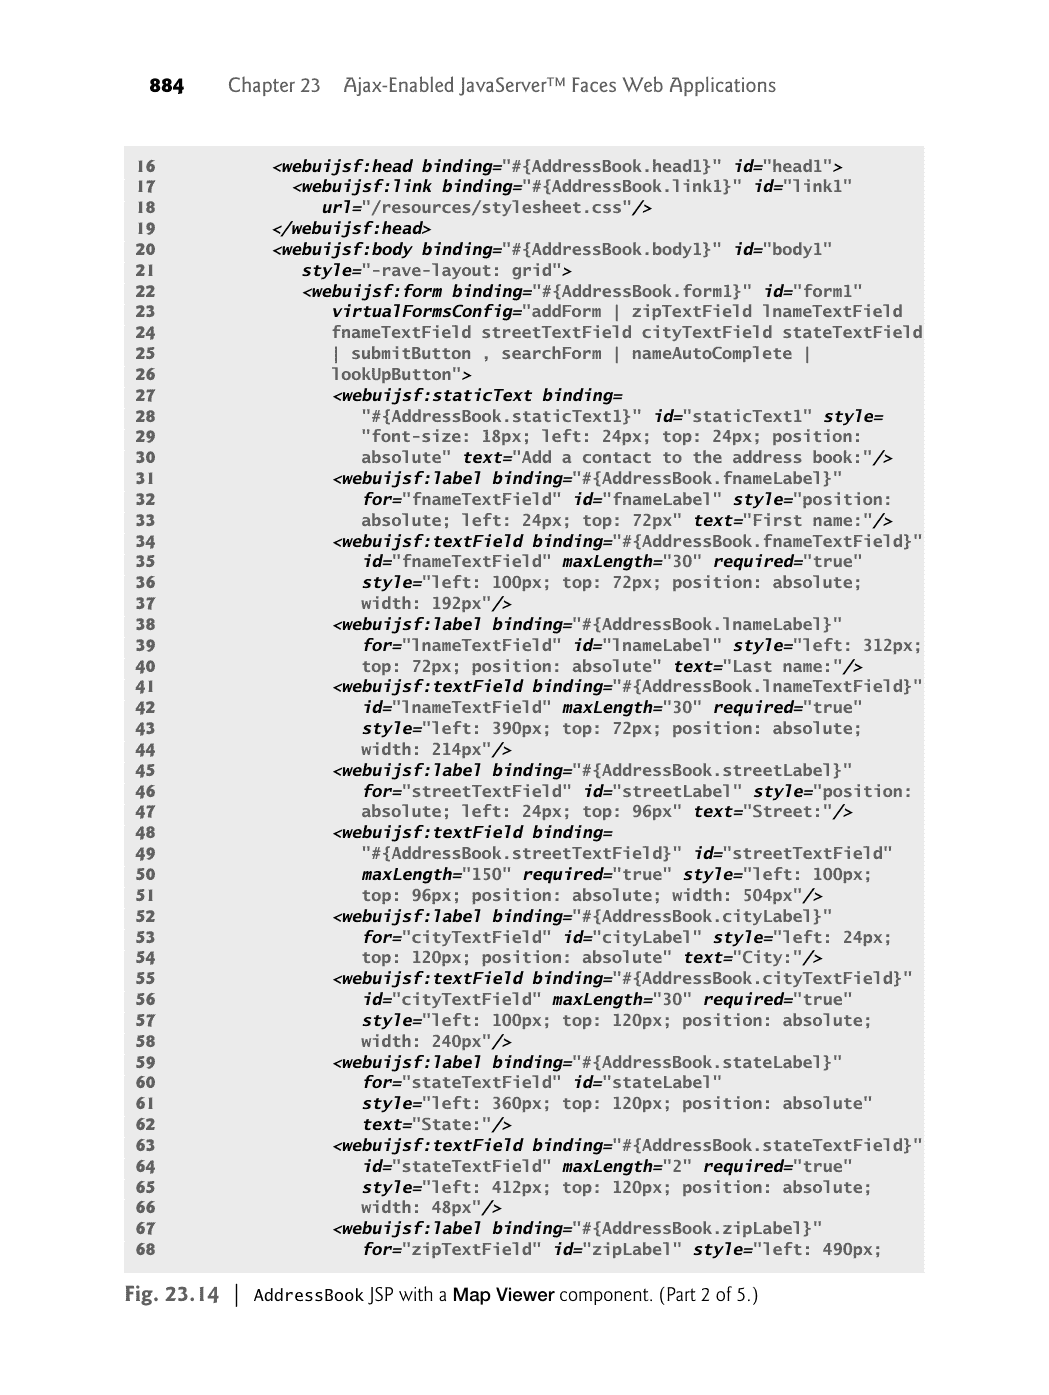 884 Chapter 23 Ajax-Enabled JavaServer™ Faces Web Applications
16 <webuijsf:head binding="#{AddressBook.head1}" id="head1">
17 <webuijsf:link binding="#{AddressBook.link1}" id="link1"
18 url="/resources/stylesheet.css"/>
19 </webuijsf:head>
20 <webuijsf:body binding="#{AddressBook.body1}" id="body1"
21 style="-rave-layout: grid">
22 <webuijsf:form binding="#{AddressBook.form1}" id="form1"
23 virtualFormsConfig="addForm | zipTextField lnameTextField
24 fnameTextField streetTextField cityTextField stateTextField
25 | submitButton , searchForm | nameAutoComplete |
26 lookUpButton">
27 <webuijsf:staticText binding=
28 "#{AddressBook.staticText1}" id="staticText1" style=
29 "font-size: 18px; left: 24px; top: 24px; position:
30 absolute" text="Add a contact to the address book:"/>
31 <webuijsf:label binding="#{AddressBook.fnameLabel}"
32 for="fnameTextField" id="fnameLabel" style="position:
33 absolute; left: 24px; top: 72px" text="First name:"/>
34 <webuijsf:textField binding="#{AddressBook.fnameTextField}"
35 id="fnameTextField" maxLength="30" required="true"
36 style="left: 100px; top: 72px; position: absolute;
37 width: 192px"/>
38 <webuijsf:label binding="#{AddressBook.lnameLabel}"
39 for="lnameTextField" id="lnameLabel" style="left: 312px;
40 top: 72px; position: absolute" text="Last name:"/>
41 <webuijsf:textField binding="#{AddressBook.lnameTextField}"
42 id="lnameTextField" maxLength="30" required="true"
43 style="left: 390px; top: 72px; position: absolute;
44 width: 214px"/>
45 <webuijsf:label binding="#{AddressBook.streetLabel}"
46 for="streetTextField" id="streetLabel" style="position:
47 absolute; left: 24px; top: 96px" text="Street:"/>
48 <webuijsf:textField binding=
49 "#{AddressBook.streetTextField}" id="streetTextField"
50 maxLength="150" required="true" style="left: 100px;
51 top: 96px; position: absolute; width: 504px"/>
52 <webuijsf:label binding="#{AddressBook.cityLabel}"
53 for="cityTextField" id="cityLabel" style="left: 24px;
54 top: 120px; position: absolute" text="City:"/>
55 <webuijsf:textField binding="#{AddressBook.cityTextField}"
56 id="cityTextField" maxLength="30" required="true"
57 style="left: 100px; top: 120px; position: absolute;
58 width: 240px"/>
59 <webuijsf:label binding="#{AddressBook.stateLabel}"
60 for="stateTextField" id="stateLabel"
61 style="left: 360px; top: 120px; position: absolute"
62 text="State:"/>
63 <webuijsf:textField binding="#{AddressBook.stateTextField}"
64 id="stateTextField" maxLength="2" required="true"
65 style="left: 412px; top: 120px; position: absolute;
66 width: 48px"/>
67 <webuijsf:label binding="#{AddressBook.zipLabel}"
68 for="zipTextField" id="zipLabel" style="left: 490px;
Fig. 23.14 | AddressBook JSP with a Map Viewer component. (Part 2 of 5.)